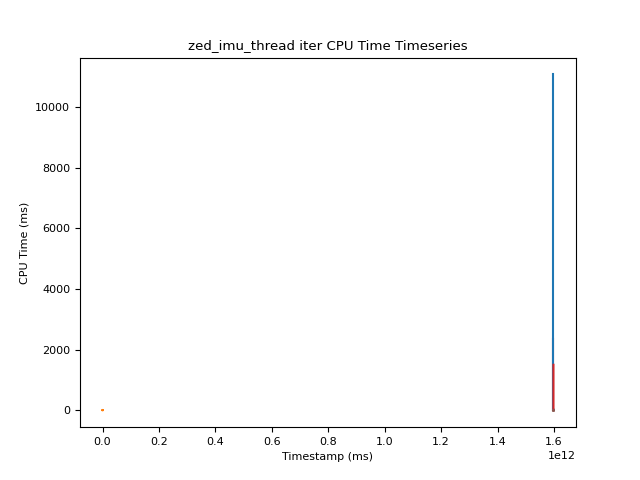 zed_imu_thread iter CPU Time Timeseries
10000
8000
6000
4000
2000
0
CPU Time (ms)
0.0 0.2 0.4 0.6 0.8 1.0 1.2 1.4 1.6
1e12
Timestamp (ms)